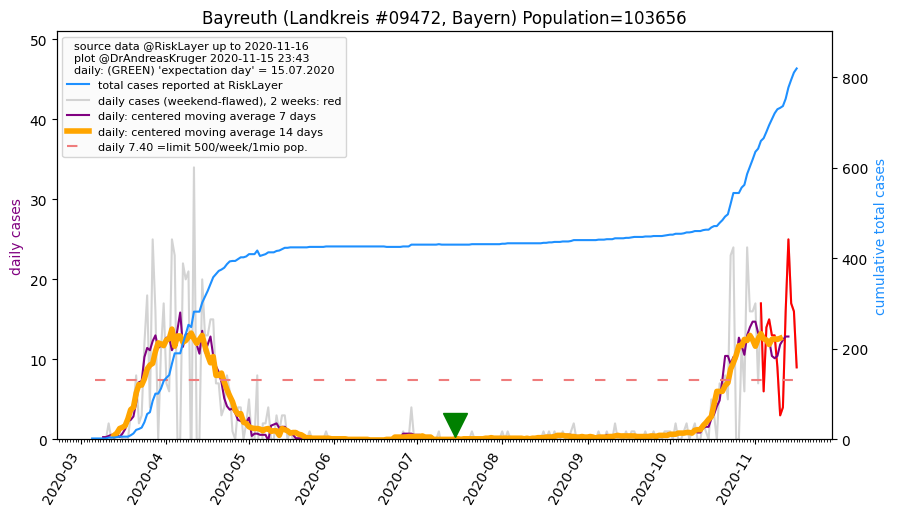 Bayreuth (Landkreis #09472, Bayern) Population=103656
source data @RiskLayer up to 2020-11-16
plot @DrAndreasKruger 2020-11-15 23:43
daily: (GREEN) 'expectation day' = 15.07.2020
total cases reported at RiskLayer
daily cases (weekend-flawed), 2 weeks: red
daily: centered moving average 7 days
daily: centered moving average 14 days
daily 7.40 =limit 500/week/1mio pop.
daily cases
50
40
30
20
10
0
cumulative total cases
800
600
400
200
0
2020-03
2020-04
2020-05
2020-06
2020-07
2020-08
2020-09
2020-10
2020-11